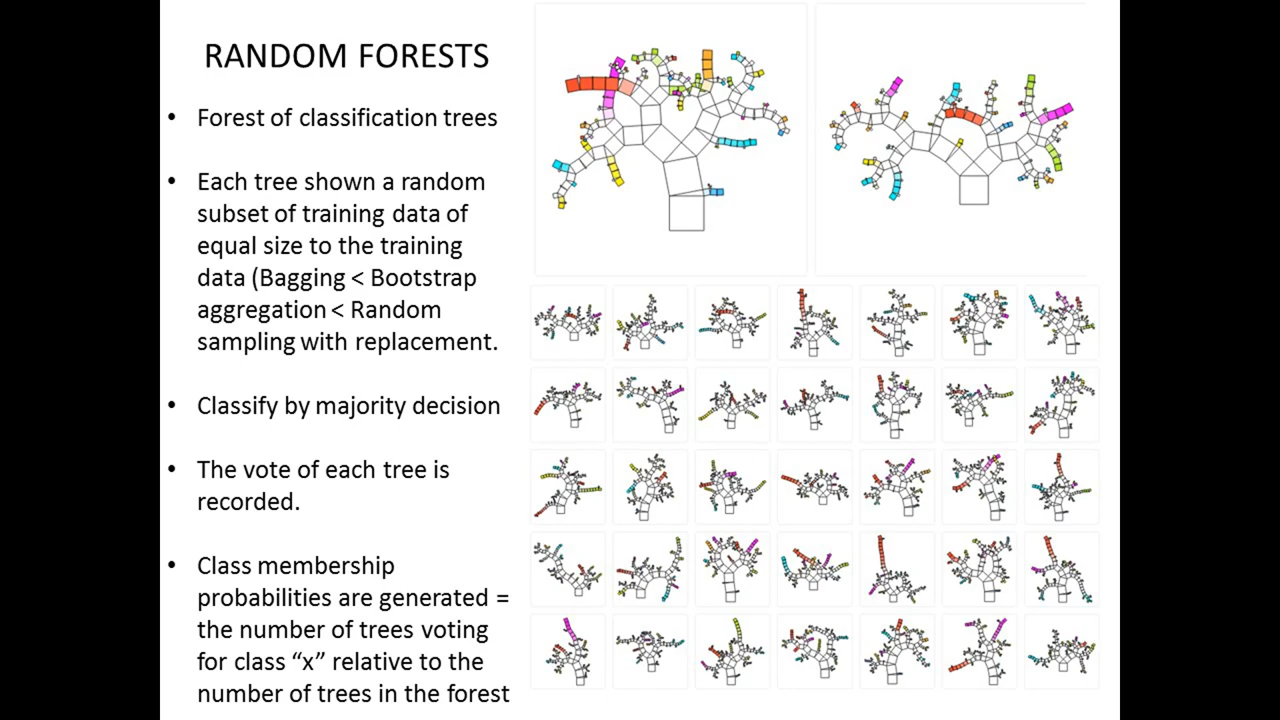 RANDOM FORESTS
• Forest of classification trees
• Each tree shown a random
subset of training data of
equal size to the training
data (Bagging < Bootstrap
aggregation < Random
sampling with replacement.
• Classify by majority decision
• The vote of each tree is
recorded.
• Class membership
probabilities are generated =
the number of trees voting
for class “x” relative to the
number of trees in the forest